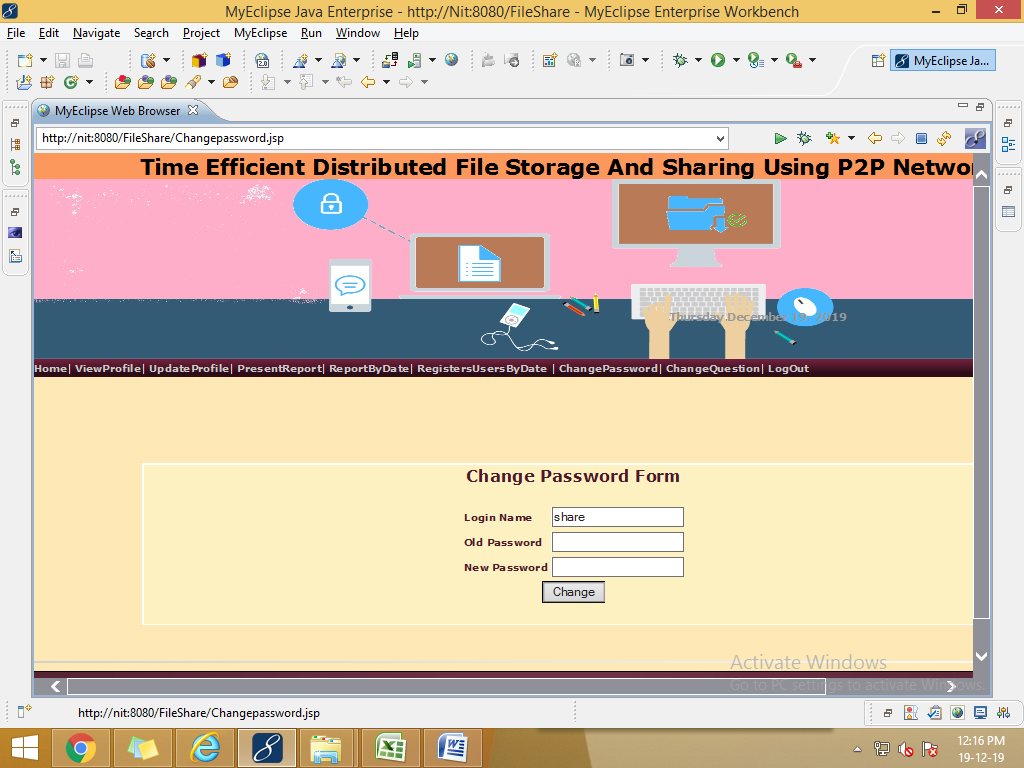 MyEclipse Java Enterprise - http://Nit:8080/FileShare - MyEclipse Enterprise Workbench
File Edit Navigate Search Project MyEclipse Run Window Help
MyEclipse Ja...
MyEclipse Web Browser
http://nit:8080/FileShare/Changepassword.jsp
Time Efficient Distributed File Storage And Sharing Using P2P Netwo
Thursday,December 19, 2019
Home| ViewProfile| UpdateProfile| PresentReport| ReportByDate| RegistersUsersByDate | ChangePassword| ChangeQuestion| LogOut
Change Password Form
Login Name share
Old Password
New Password
Change
Activate Windows
Go to PC settings to activate Windows.
http://nit:8080/FileShare/Changepassword.jsp
12:16 PM
19-12-19